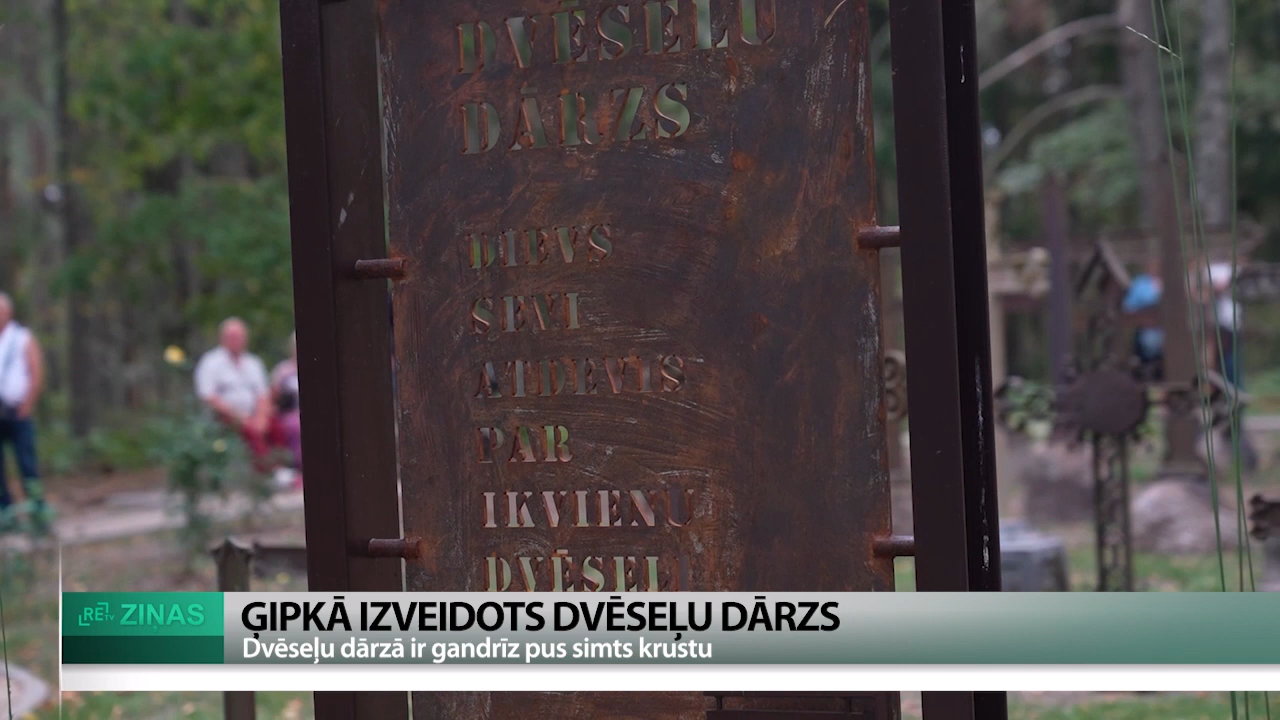 DVĒSEĻU
DĀRZS
DIEVS
SEVI
ATDEVIS
PAR
IKVIENU
DVĒSELI
RE TV ZIŅAS
ĢIPKĀ IZVEIDOTS DVĒSEĻU DĀRZS
Dvēseļu dārzā ir gandrīz pus simts krustu